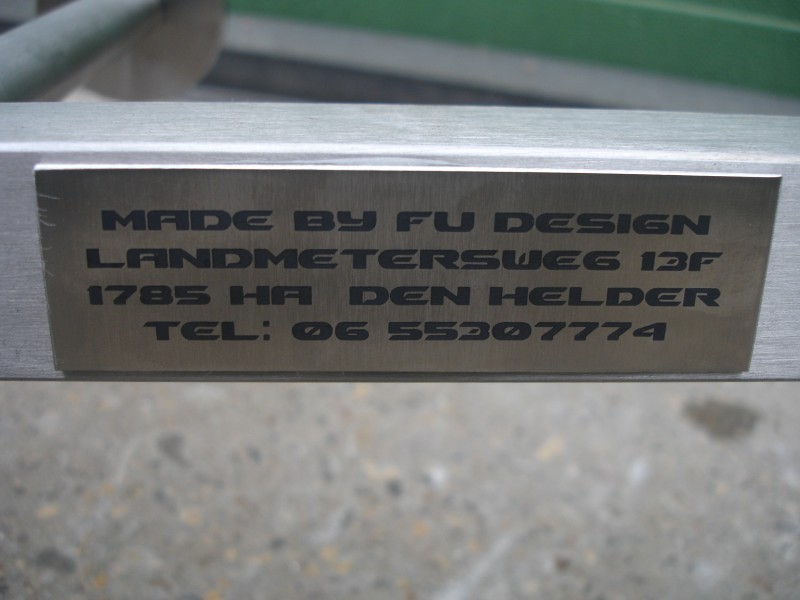 MADE BY FU DESIGN
LANDMETERSWEG 13F
1785 HA DEN HELDER
TEL: 06 55307774